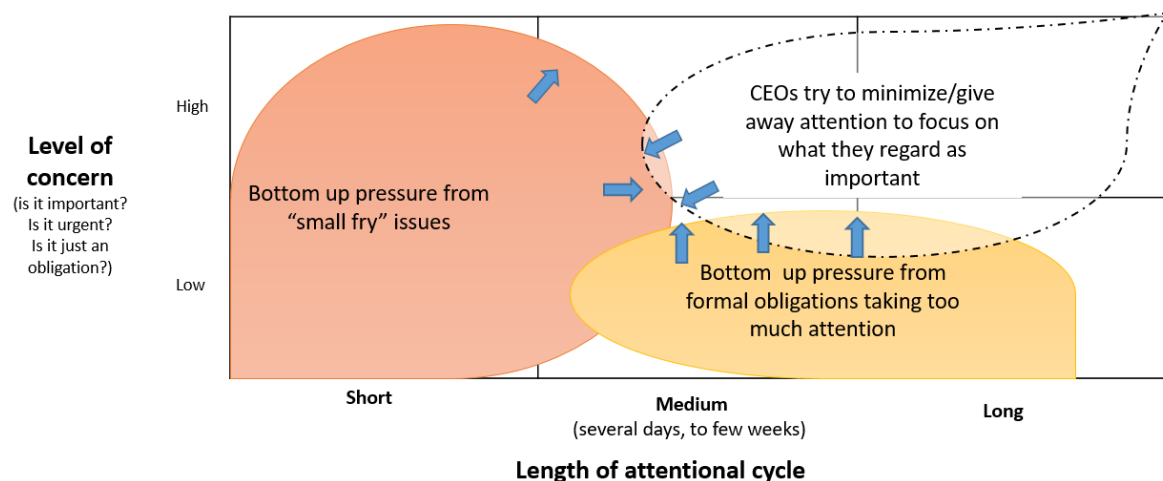 High
Level of
concern
(is it important?
Is it urgent?
Is it just an
obligation?)
Low
Bottom up pressure from
“small fry” issues
CEOs try to minimize/give
away attention to focus on
what they regard as
important
Bottom  up pressure from
formal obligations taking too
much attention
Short
Medium
(several days, to few weeks)
Long
Length of attentional cycle